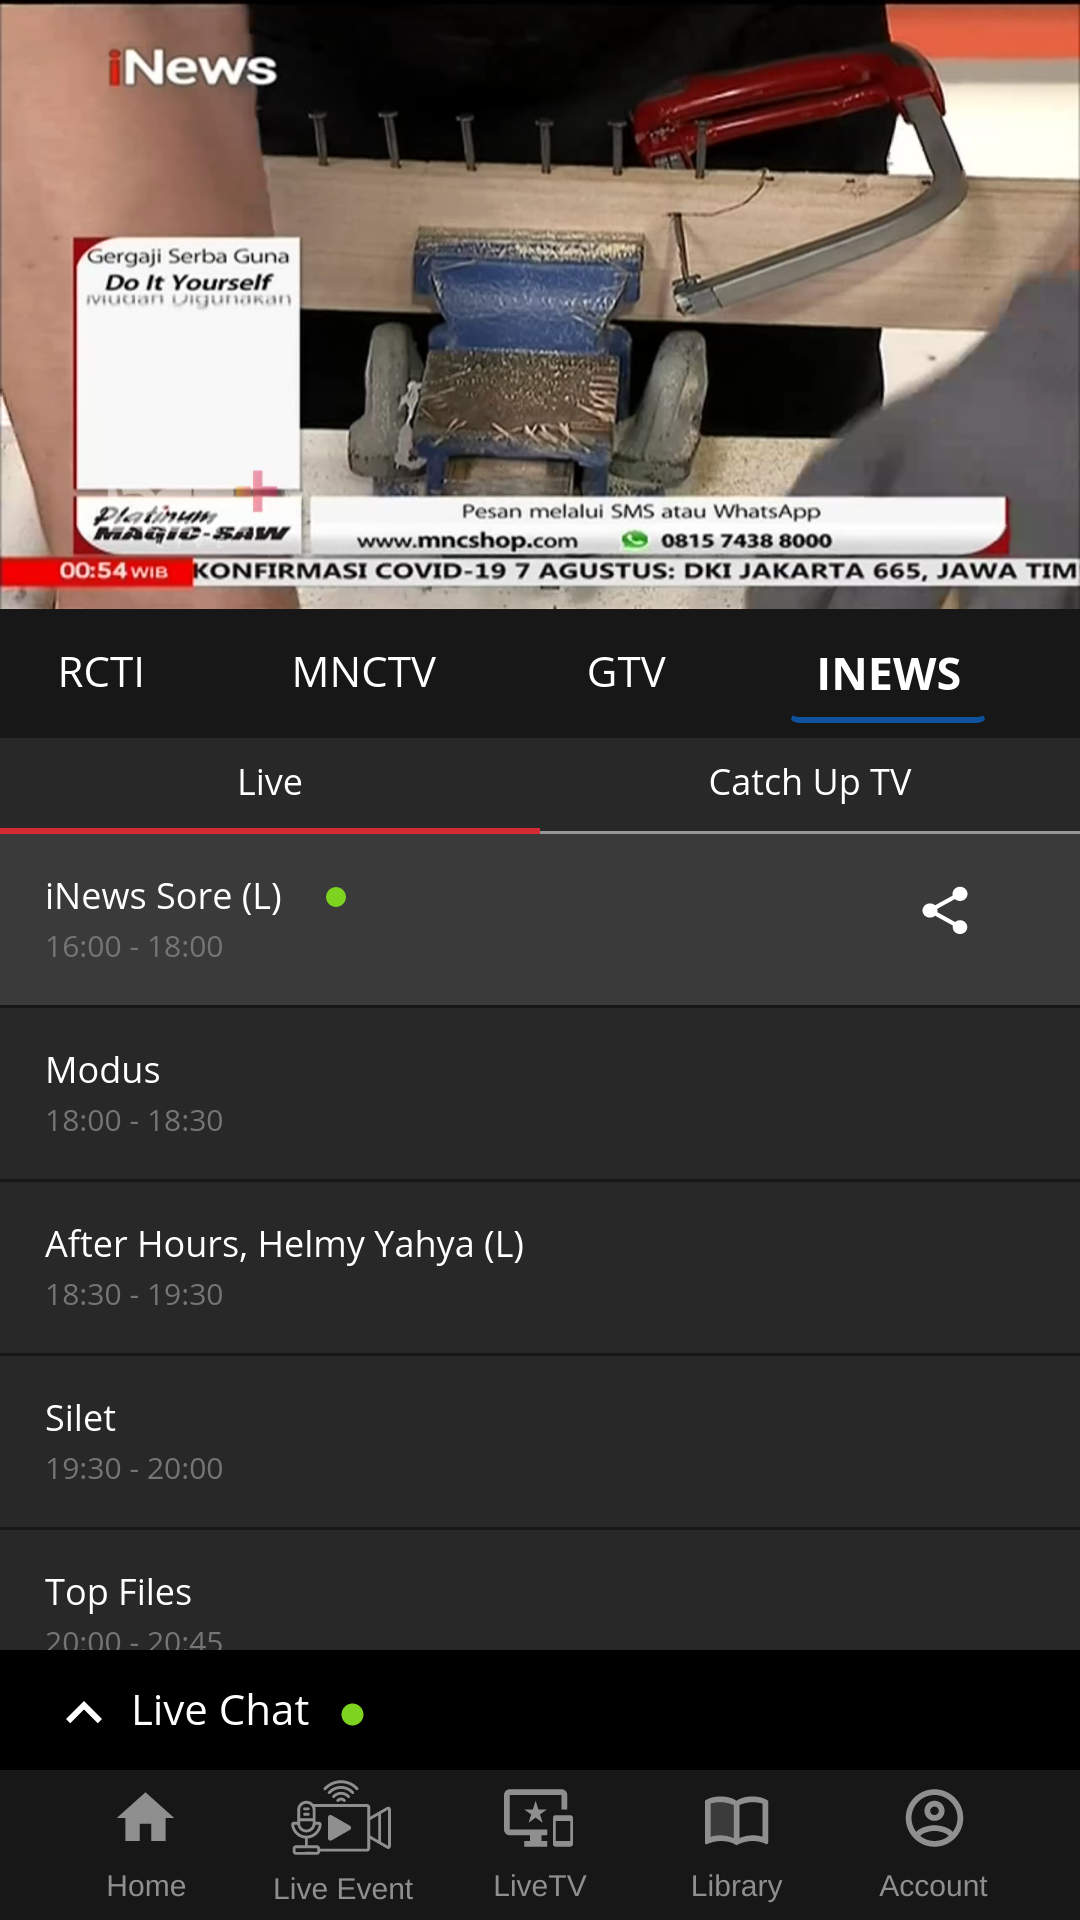 iNews
Gergaji Serba Guna
Do It Yourself
Mudah Digunakan
Platinum
MAGIC-SAW
Pesan melalui SMS atau WhatsApp
www.mncshop.com 0815 7438 8000
00:54 WIB KONFIRMASI COVID-19 7 AGUSTUS: DKI JAKARTA 665, JAWA TIM
RCTI MNCTV GTV INEWS
Live Catch Up TV
iNews Sore (L)
16:00 - 18:00
Modus
18:00 - 18:30
After Hours, Helmy Yahya (L)
18:30 - 19:30
Silet
19:30 - 20:00
Top Files
20:00 - 20:45
Live Chat
Home Live Event LiveTV Library Account